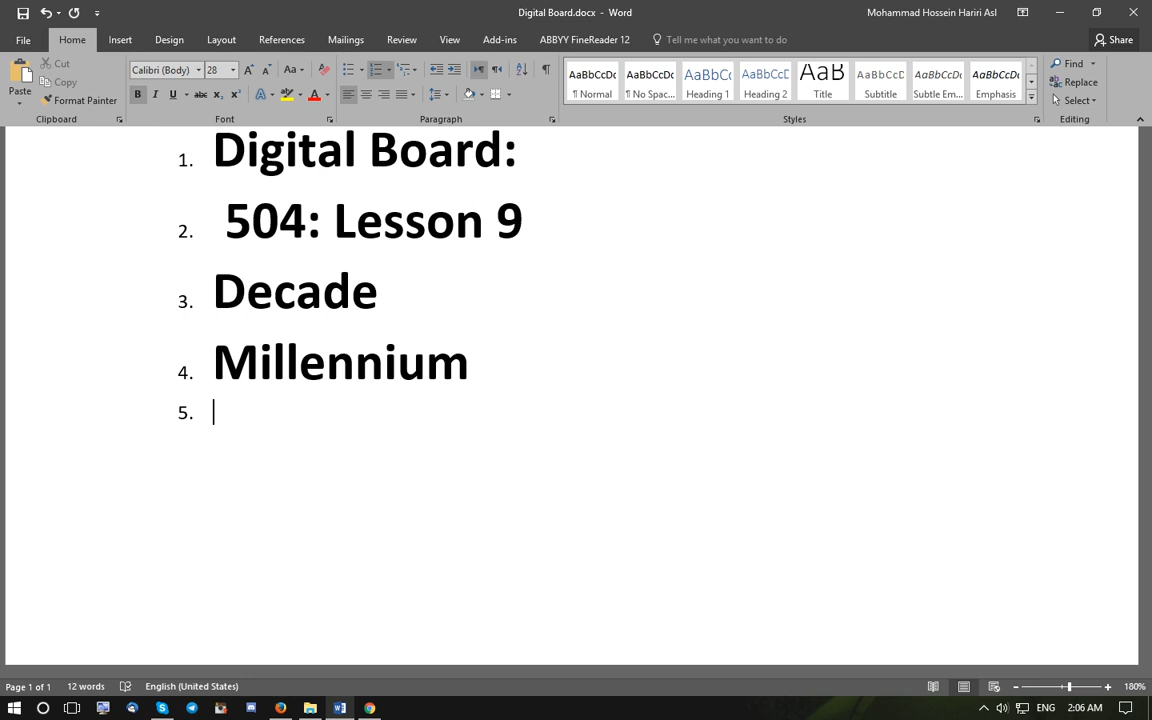 Digital Board.docx - Word
Mohammad Hossein Hariri Asl
File Home Insert Design Layout References Mailings Review View Add-ins ABBYY FineReader 12 Tell me what you want to do Share
Paste
Cut
Copy
Format Painter
Calibri (Body) 28
AaBbCcDc AaBbCcDc AaBbCc AaBbCcD AaB AaBbCcD AaBbCcDc AaBbCcDc
¶ Normal ¶ No Spac... Heading 1 Heading 2 Title Subtitle Subtle Em... Emphasis
Find
Replace
Select
Clipboard Font Paragraph Styles Editing
1. Digital Board:
2. 504: Lesson 9
3. Decade
4. Millennium
5.
Page 1 of 1 12 words English (United States) 180%
ENG 2:06 AM